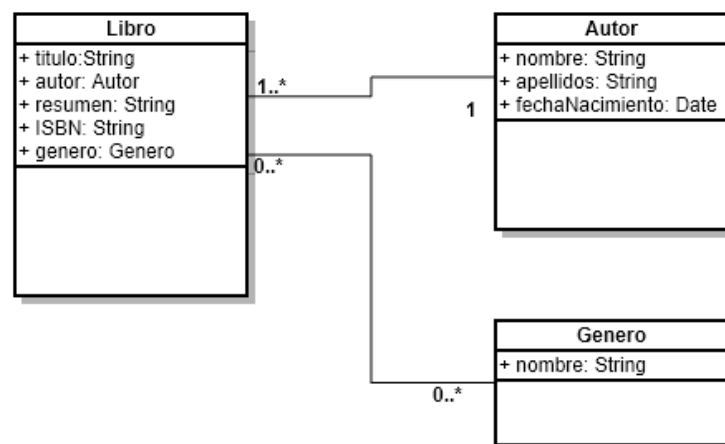 Libro
+ titulo:String
+ autor: Autor
+ resumen: String
+ ISBN: String
+ genero: Genero
1..*
0..*
Autor
+ nombre: String
+ apellidos: String
+ fechaNacimiento: Date
1
Genero
+ nombre: String
0..*